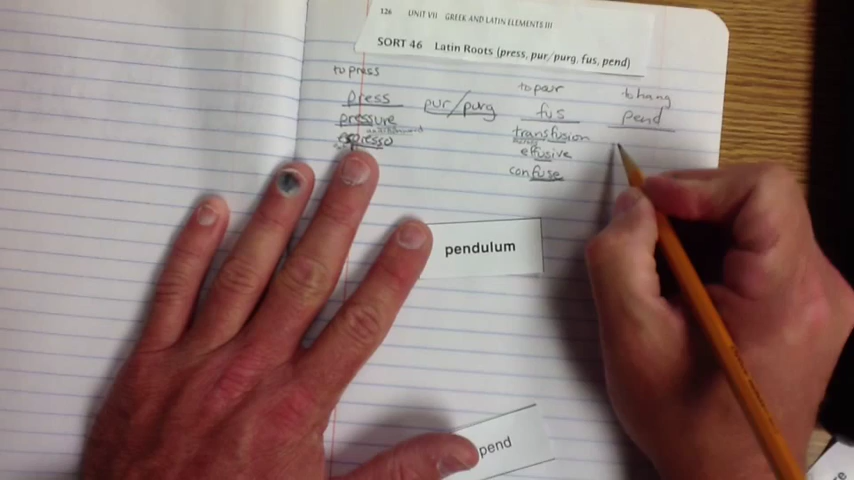 126 UNIT VII GREEK AND LATIN ELEMENTS III
SORT 46 Latin Roots (press, pur/purg, fus, pend)
to press
press
pressure
espresso
pur/purg
to pour
fus
transfusion
effusive
confuse
to hang
pend
pendulum
pend